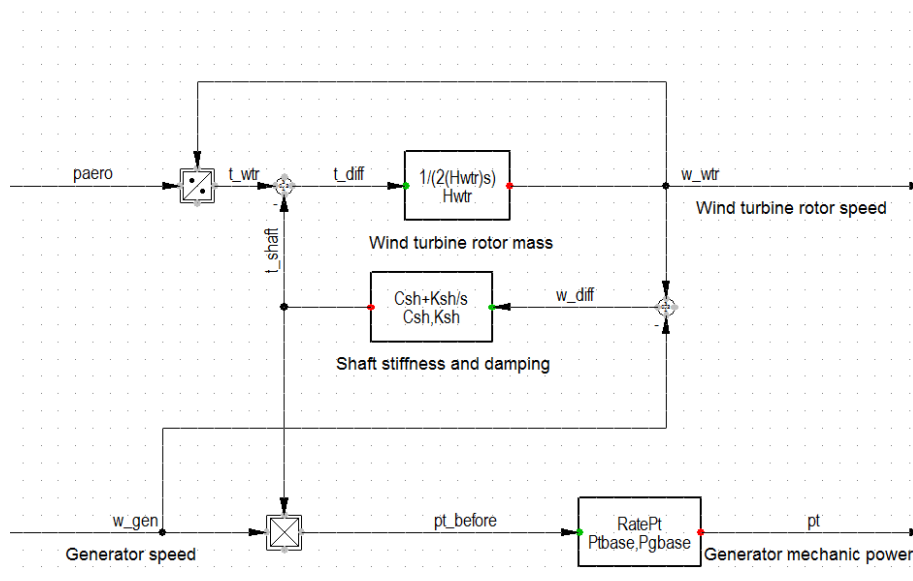 paero
t_wtr
-
t_diff
1/(2(Hwtr)s)
Hwtr
w_wtr
Wind turbine rotor speed
Wind turbine rotor mass
t_shaft
Csh+Ksh/s
Csh,Ksh
w_diff
-
Shaft stiffness and damping
w_gen
Generator speed
pt_before
RatePt
Ptbase,Pgbase
pt
Generator mechanic power